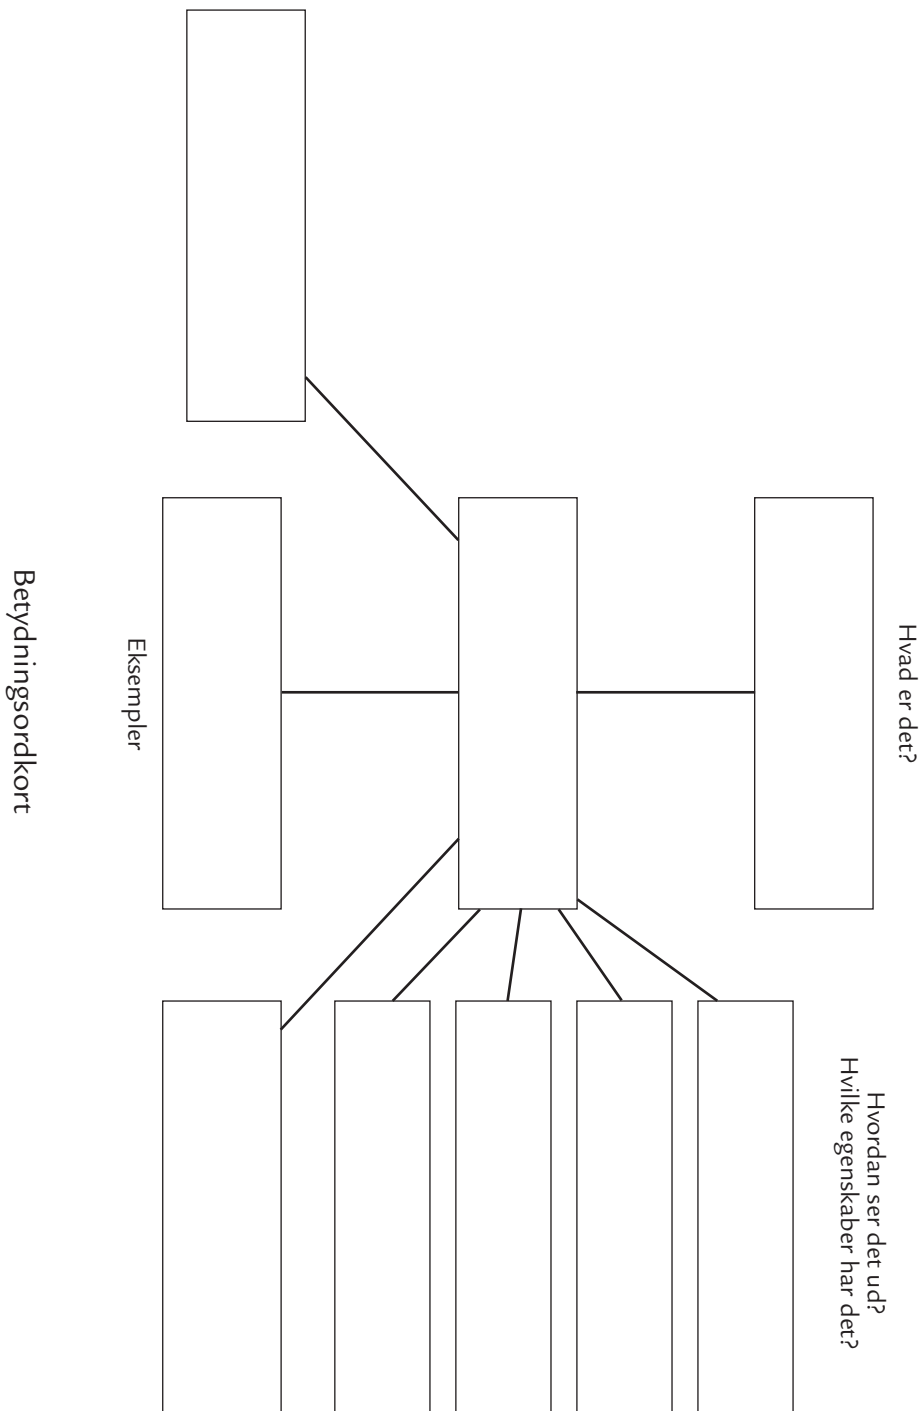 Hvad er det?
Hvordan ser det ud?
Hvilke egenskaber har det?
Eksempler
Betydningsordkort